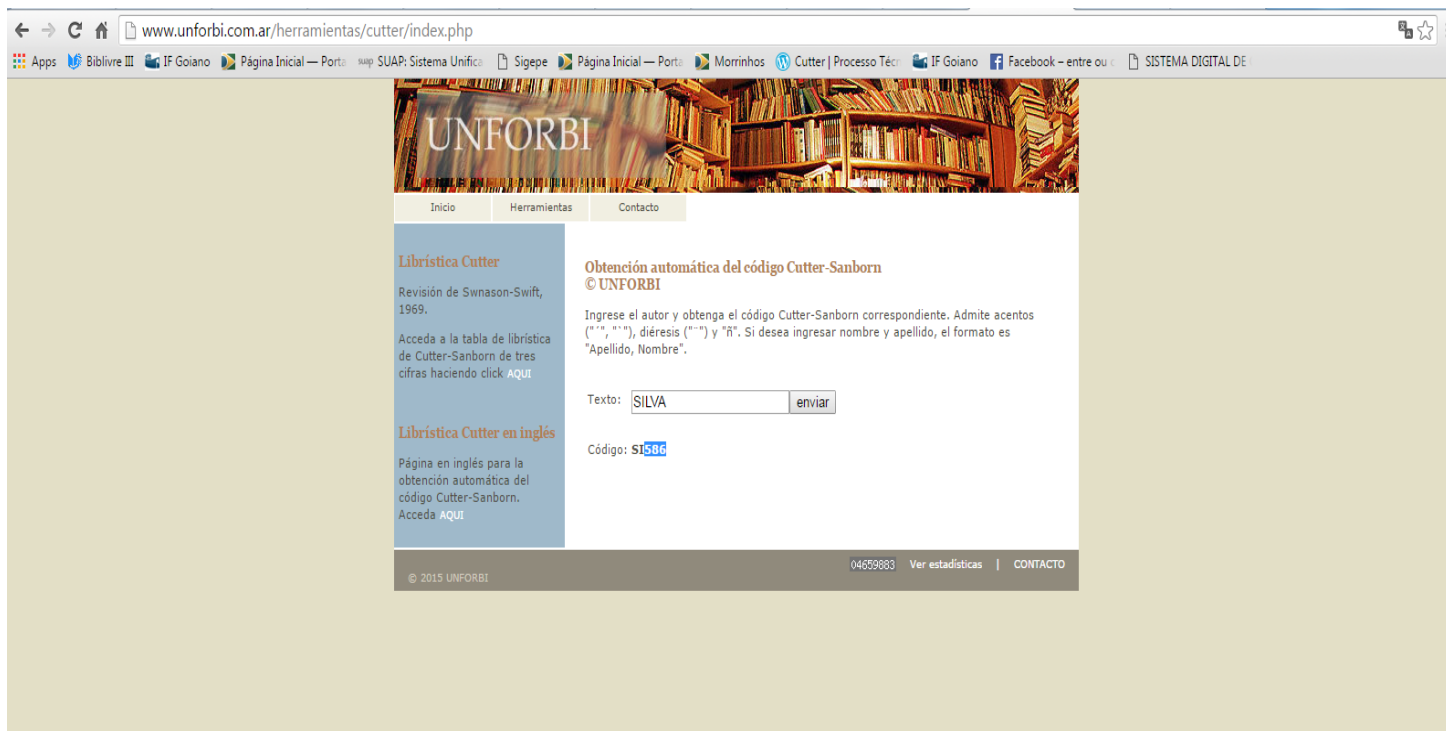 www.unforbi.com.ar/herramientas/cutter/index.php
Apps Biblivre III IF Goiano Página Inicial — Porta suap SUAP: Sistema Unifica Sigepe Página Inicial — Porta Morrinhos Cutter | Processo Técn IF Goiano Facebook – entre ou c SISTEMA DIGITAL DE
UNFORBI
Inicio Herramientas Contacto
Librística Cutter
Revisión de Swnason-Swift,
1969.
Acceda a la tabla de librística
de Cutter-Sanborn de tres
cifras haciendo click AQUI
Librística Cutter en inglés
Página en inglés para la
obtención automática del
código Cutter-Sanborn.
Acceda AQUI
Obtención automática del código Cutter-Sanborn
© UNFORBI
Ingrese el autor y obtenga el código Cutter-Sanborn correspondiente. Admite acentos
("´", "`"), diéresis ("¨") y "ñ". Si desea ingresar nombre y apellido, el formato es
"Apellido, Nombre".
Texto: SILVA enviar
Código: SI586
© 2015 UNFORBI
04659883 Ver estadísticas | CONTACTO